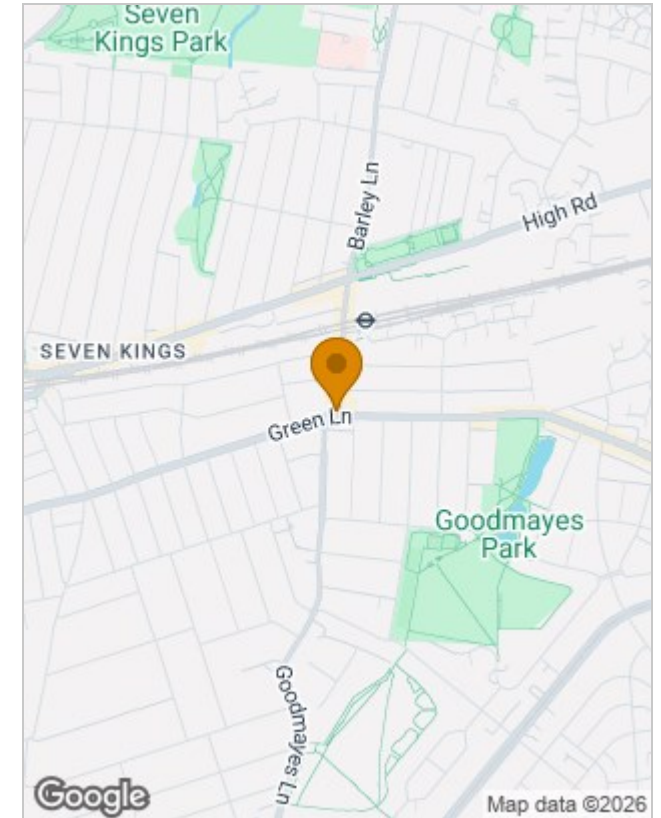 Seven
Kings Park
Barley Ln
High Rd
SEVEN KINGS
Green Ln
Goodmayes
Park
Goodmayes Ln
Google
Map data ©2026